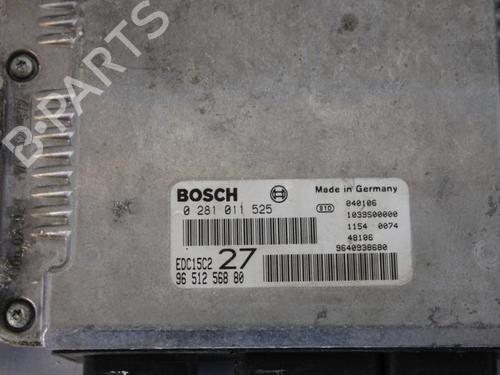 B-PARTS
BOSCH
Made in Germany
0 281 011 525
810
040106
1039S00000
1154 0074
48106
9640938680
EDC15C2 27
96 512 568 80